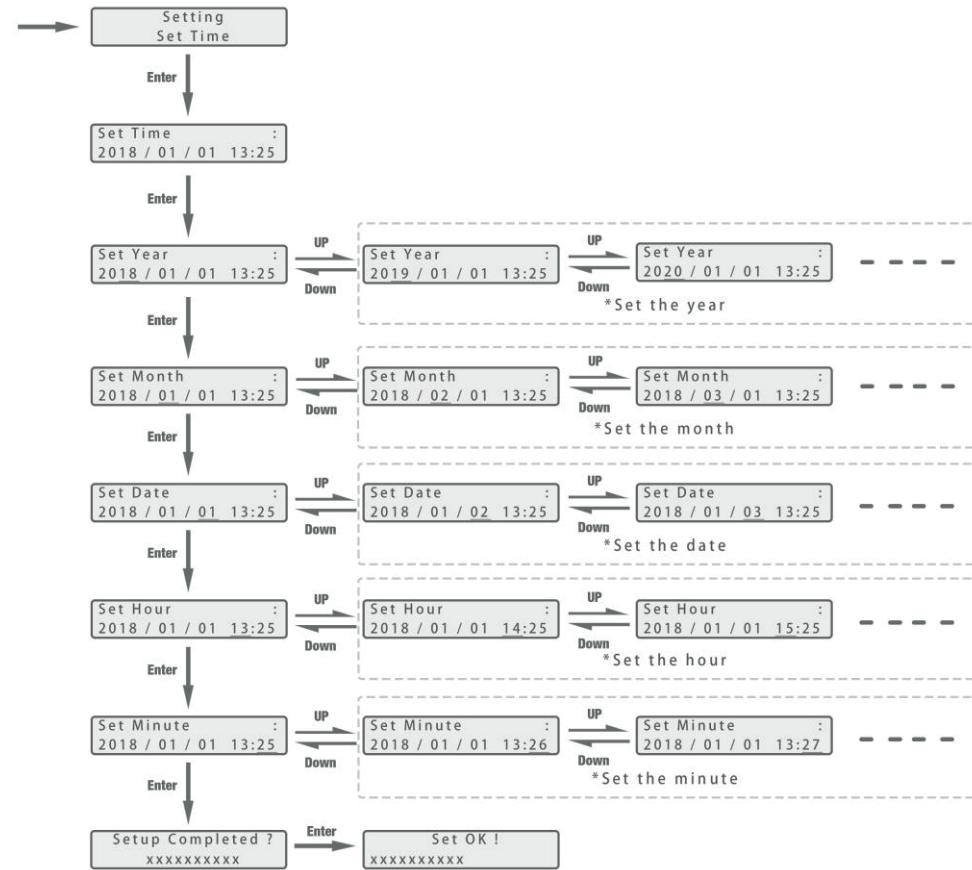 Setting
Set Time
Enter
Set Time :
2018 / 01 / 01 13:25
Enter
Set Year :
2018 / 01 / 01 13:25
UP
Down
Set Year :
2019 / 01 / 01 13:25
UP
Down
Set Year :
2020 / 01 / 01 13:25
*Set the year
Enter
Set Month :
2018 / 01 / 01 13:25
UP
Down
Set Month :
2018 / 02 / 01 13:25
UP
Down
Set Month :
2018 / 03 / 01 13:25
*Set the month
Enter
Set Date :
2018 / 01 / 01 13:25
UP
Down
Set Date :
2018 / 01 / 02 13:25
UP
Down
Set Date :
2018 / 01 / 03 13:25
*Set the date
Enter
Set Hour :
2018 / 01 / 01 13:25
UP
Down
Set Hour :
2018 / 01 / 01 14:25
UP
Down
Set Hour :
2018 / 01 / 01 15:25
*Set the hour
Enter
Set Minute :
2018 / 01 / 01 13:25
UP
Down
Set Minute :
2018 / 01 / 01 13:26
UP
Down
Set Minute :
2018 / 01 / 01 13:27
*Set the minute
Enter
Setup Completed ?
xxxxxxxxxx
Enter
Set OK !
xxxxxxxxxx